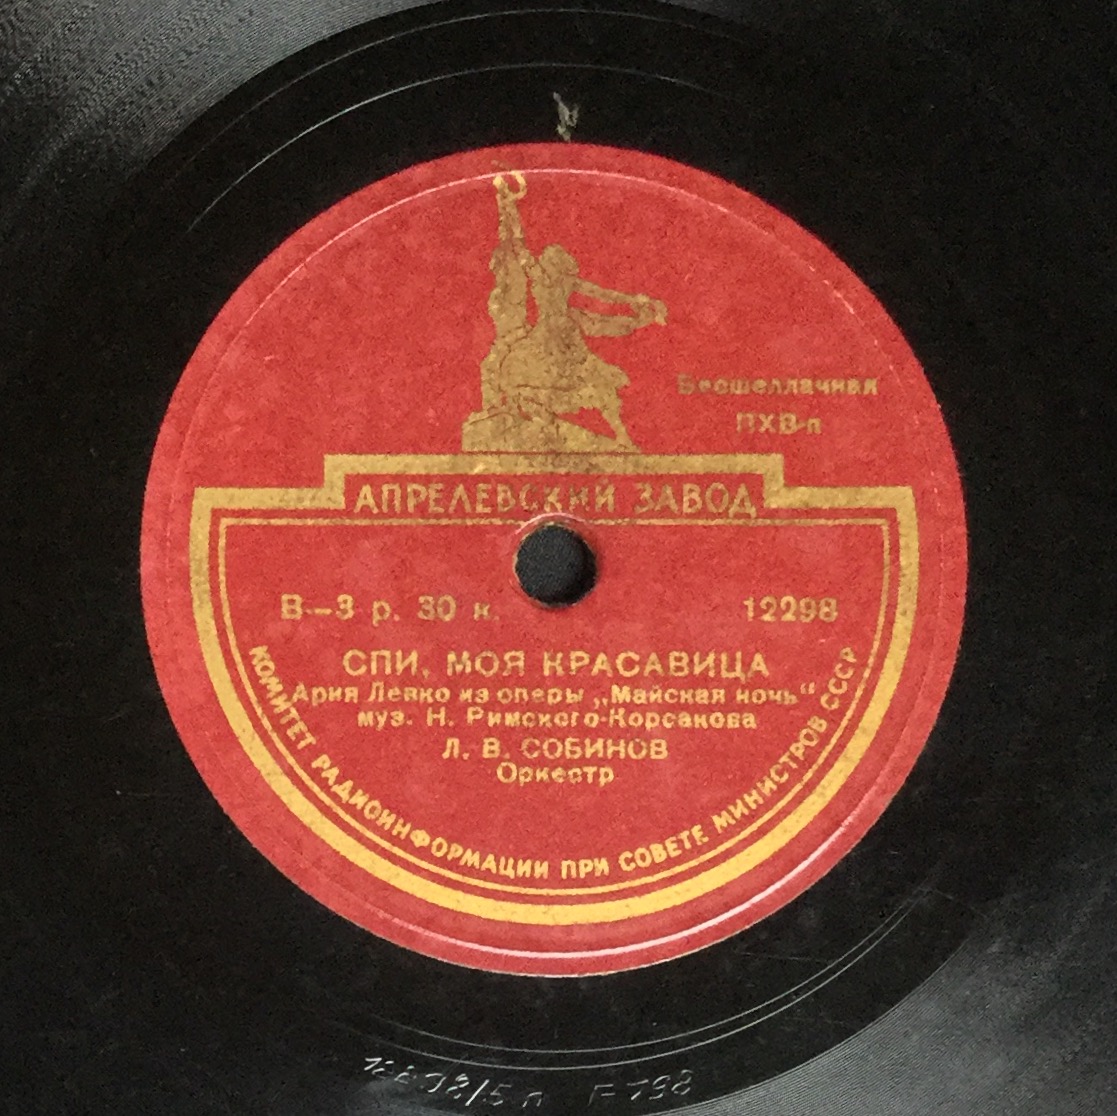 Бесшеллачная
ПХВ-п
АПРЕЛЕВСКИЙ ЗАВОД
В—3 р. 30 к.
12298
СПИ, МОЯ КРАСАВИЦА
Ария Левко из оперы „Майская ночь“
муз. Н. Римского-Корсакова
Л. В. СОБИНОВ
Оркестр
КОМИТЕТ РАДИОИНФОРМАЦИИ ПРИ СОВЕТЕ МИНИСТРОВ СССР